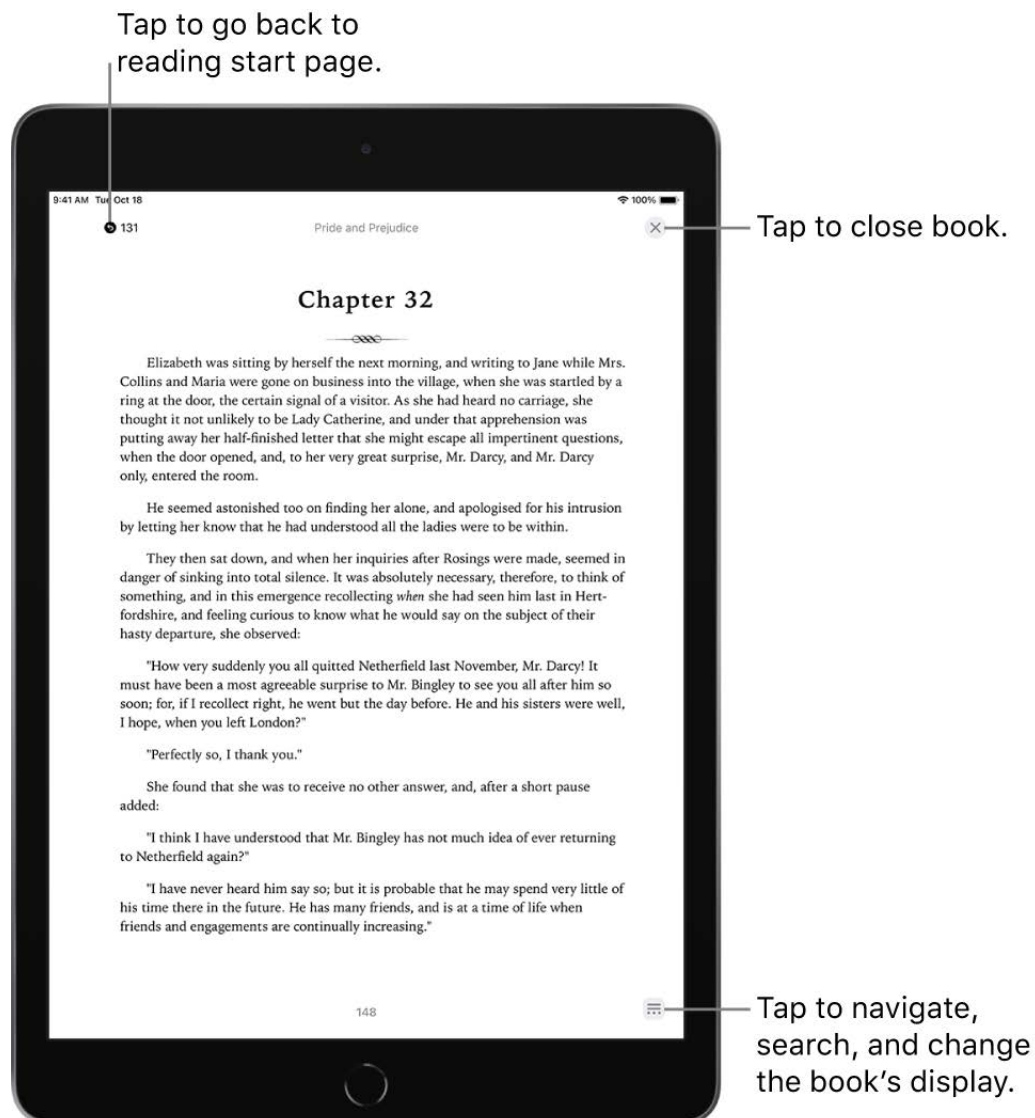 Tap to go back to
reading start page.
9:41 AM Tue Oct 18
100%
131
Pride and Prejudice
Tap to close book.
Chapter 32
Elizabeth was sitting by herself the next morning, and writing to Jane while Mrs.
Collins and Maria were gone on business into the village, when she was startled by a
ring at the door, the certain signal of a visitor. As she had heard no carriage, she
thought it not unlikely to be Lady Catherine, and under that apprehension was
putting away her half-finished letter that she might escape all impertinent questions,
when the door opened, and, to her very great surprise, Mr. Darcy, and Mr. Darcy
only, entered the room.
He seemed astonished too on finding her alone, and apologised for his intrusion
by letting her know that he had understood all the ladies were to be within.
They then sat down, and when her inquiries after Rosings were made, seemed in
danger of sinking into total silence. It was absolutely necessary, therefore, to think of
something, and in this emergence recollecting when she had seen him last in Hert-
fordshire, and feeling curious to know what he would say on the subject of their
hasty departure, she observed:
"How very suddenly you all quitted Netherfield last November, Mr. Darcy! It
must have been a most agreeable surprise to Mr. Bingley to see you all after him so
soon; for, if I recollect right, he went but the day before. He and his sisters were well,
I hope, when you left London?"
"Perfectly so, I thank you."
She found that she was to receive no other answer, and, after a short pause
added:
"I think I have understood that Mr. Bingley has not much idea of ever returning
to Netherfield again?"
"I have never heard him say so; but it is probable that he may spend very little of
his time there in the future. He has many friends, and is at a time of life when
friends and engagements are continually increasing."
148
Tap to navigate,
search, and change
the book's display.